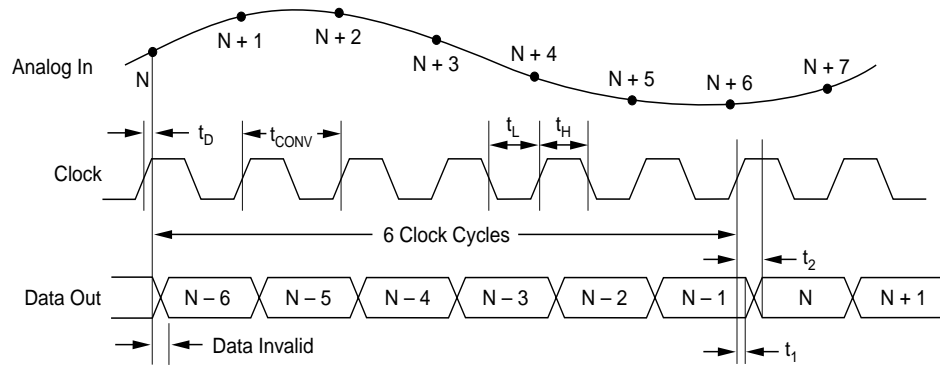 Analog In
N
N + 1
N + 2
N + 3
N + 4
N + 5
N + 6
N + 7
t_D
t_CONV
t_L
t_H
Clock
6 Clock Cycles
t_2
Data Out
N – 6
N – 5
N – 4
N – 3
N – 2
N – 1
N
N + 1
Data Invalid
t_1